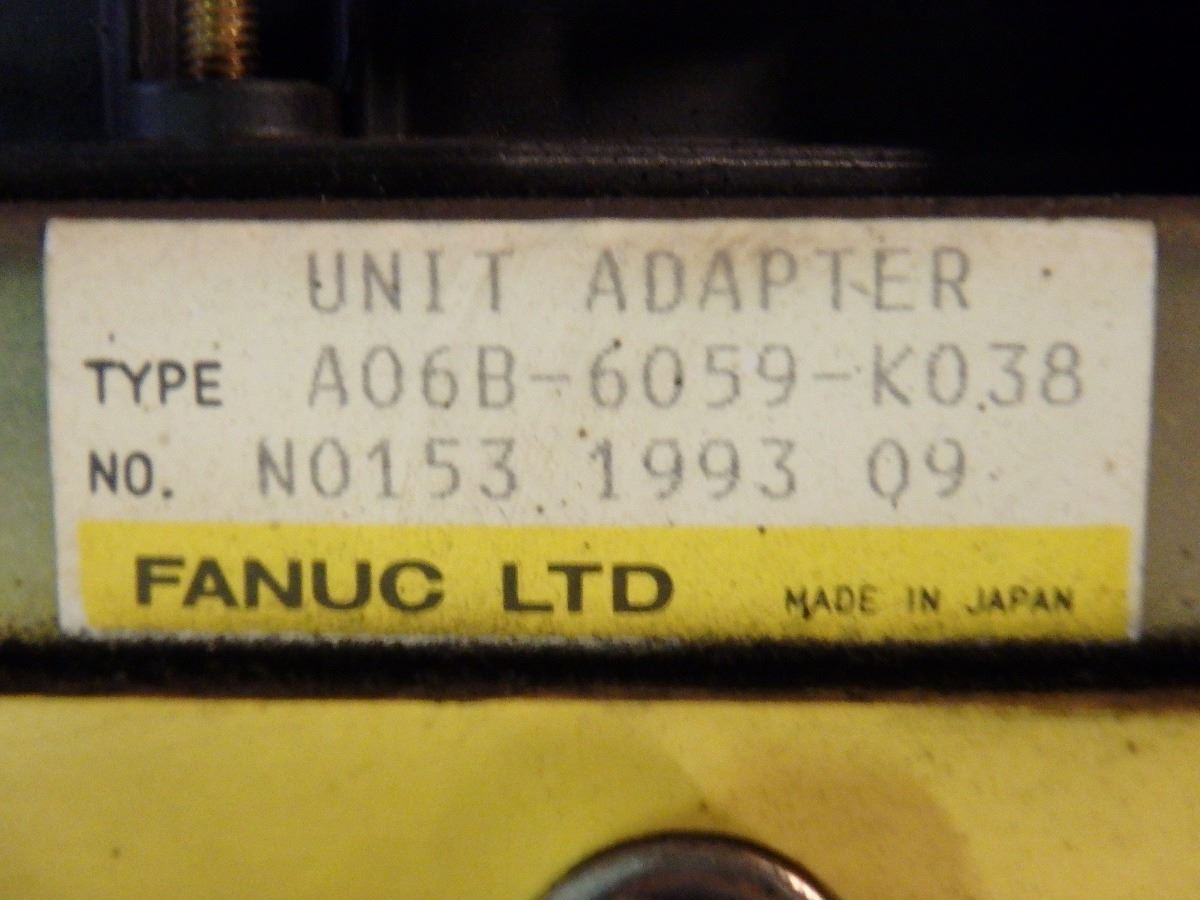 UNIT ADAPTER
TYPE A06B-6059-K038
NO. N0153 1993 09
FANUC LTD MADE IN JAPAN